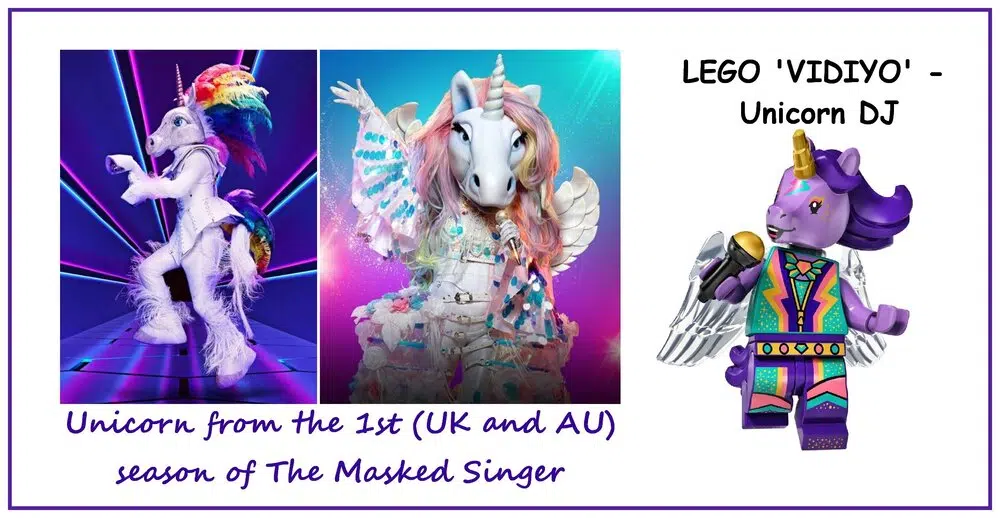 LEGO 'VIDIYO' -
Unicorn DJ
Unicorn from the 1st (UK and AU)
season of The Masked Singer